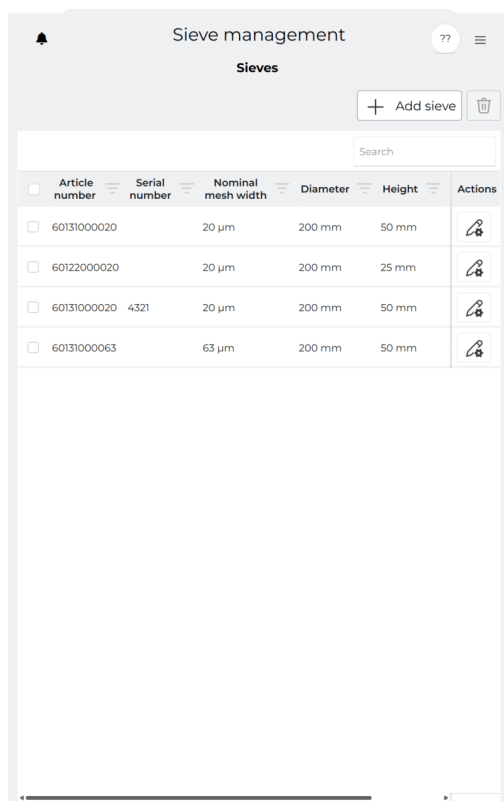 Sieve management
??
Sieves
Add sieve
Search
Article number Serial number Nominal mesh width Diameter Height Actions
60131000020 20 µm 200 mm 50 mm
60122000020 20 µm 200 mm 25 mm
60131000020 4321 20 µm 200 mm 50 mm
60131000063 63 µm 200 mm 50 mm